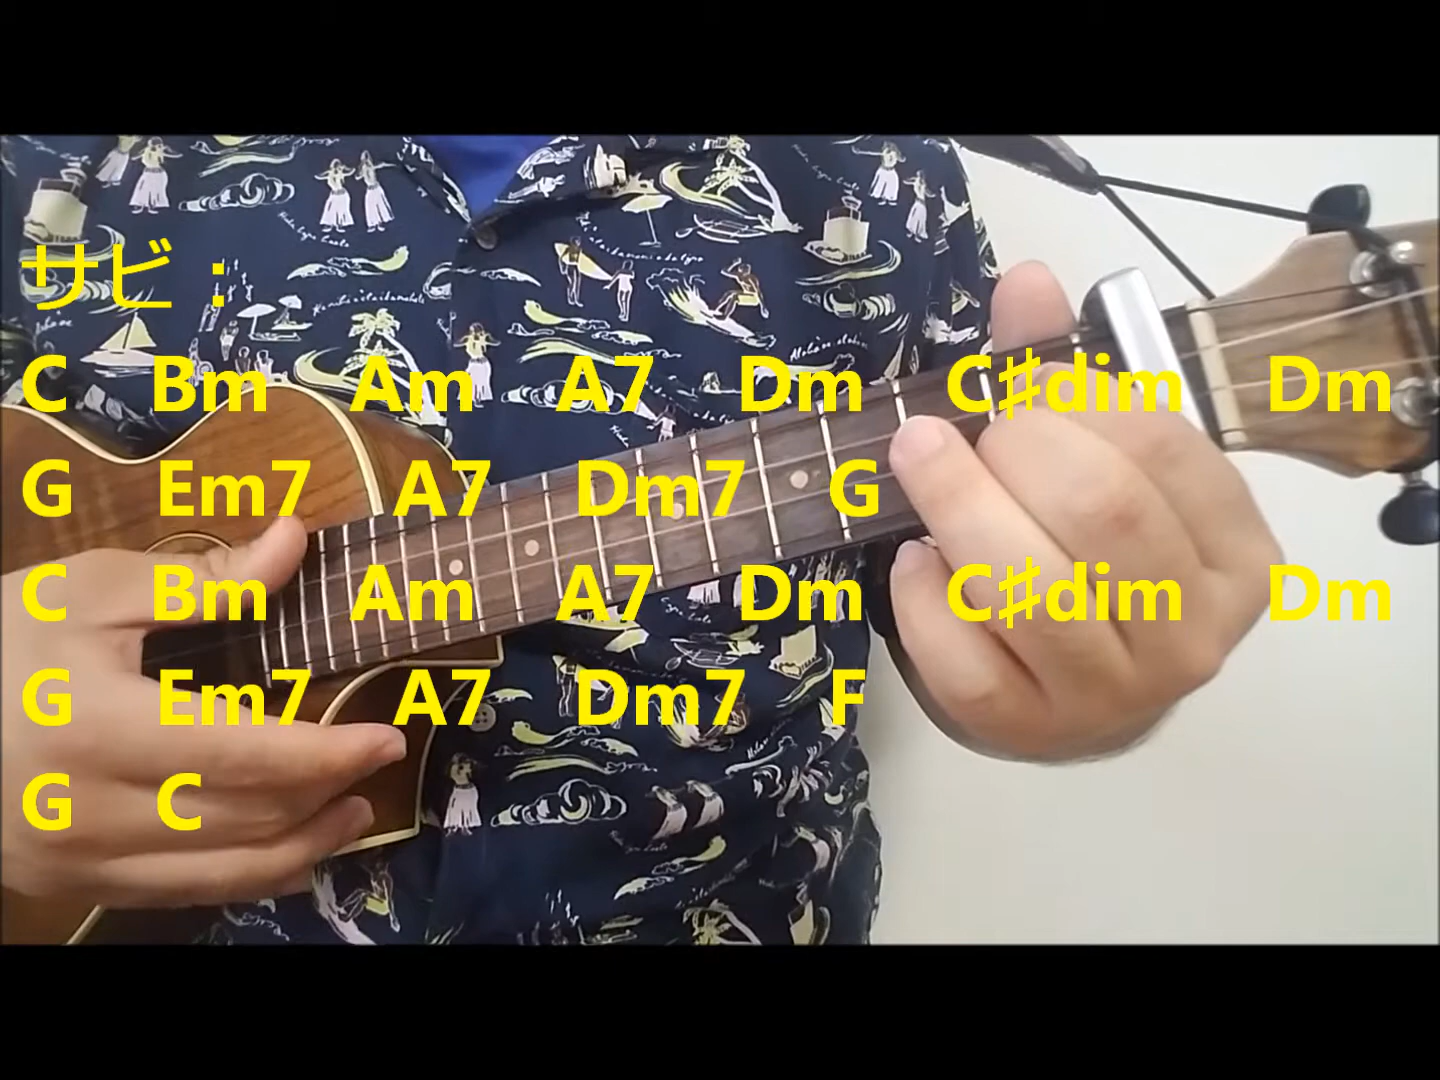 サビ：
C Bm Am A7 Dm C♯dim Dm
G Em7 A7 Dm7 G
C Bm Am A7 Dm C♯dim Dm
G Em7 A7 Dm7 F
G C